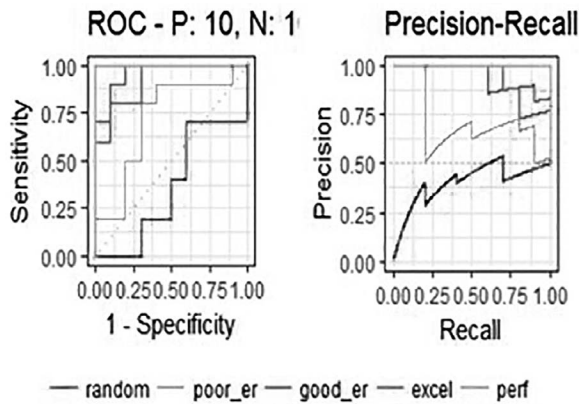 ROC - P: 10, N: 1
Precision-Recall
Sensitivity
1.00
0.75
0.50
0.25
0.00
0.00 0.25 0.50 0.75 1.00
1 - Specificity
Precision
1.00
0.75
0.50
0.25
0.00
0.00 0.25 0.50 0.75 1.00
Recall
random poor_er good_er excel perf